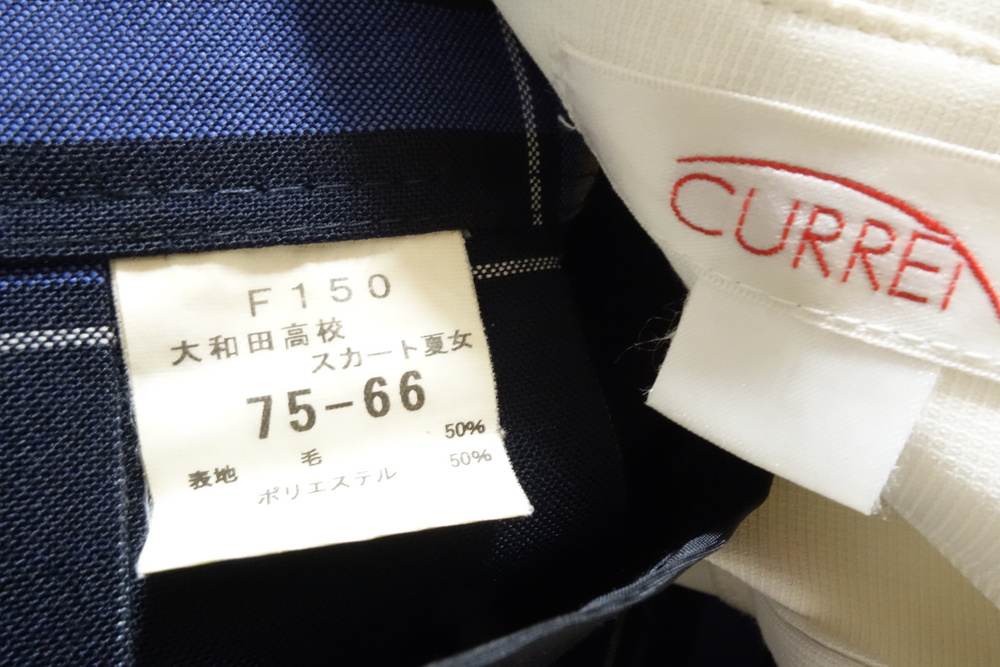 F150
大和田高校
スカート夏女
75-66
表地 毛 50%
ポリエステル 50%
CURREI